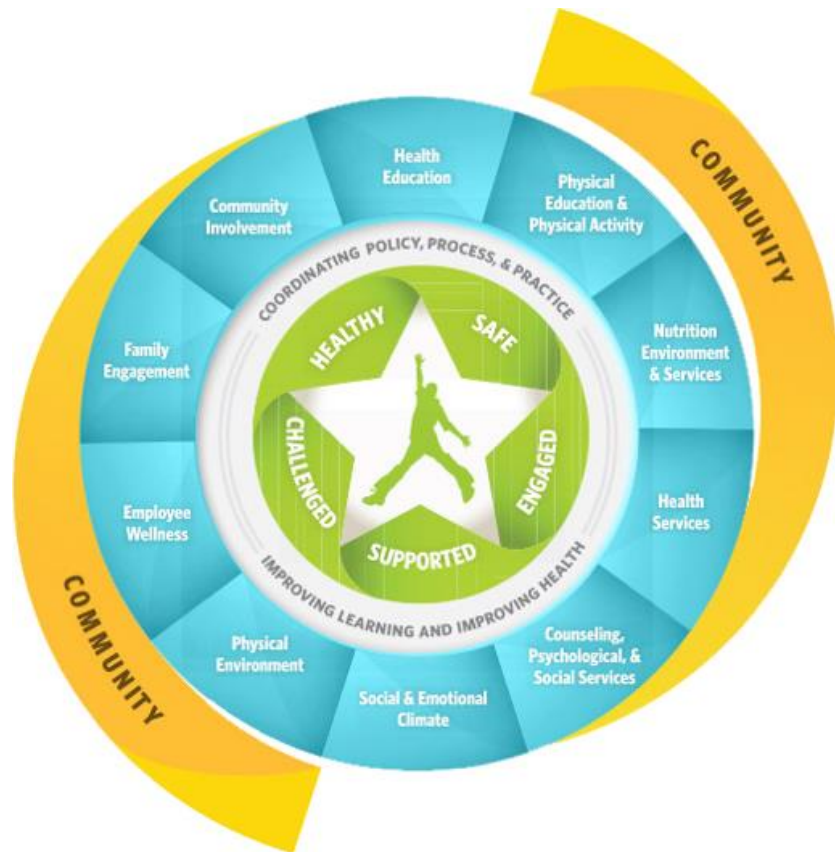 COMMUNITY
Health
Education
Physical
Education &
Physical Activity
Nutrition
Environment
& Services
Health
Services
Counseling,
Psychological, &
Social Services
Social & Emotional
Climate
Physical
Environment
Employee
Wellness
Family
Engagement
Community
Involvement
COORDINATING POLICY, PROCESS, & PRACTICE
IMPROVING LEARNING AND IMPROVING HEALTH
HEALTHY
SAFE
ENGAGED
SUPPORTED
CHALLENGED
COMMUNITY